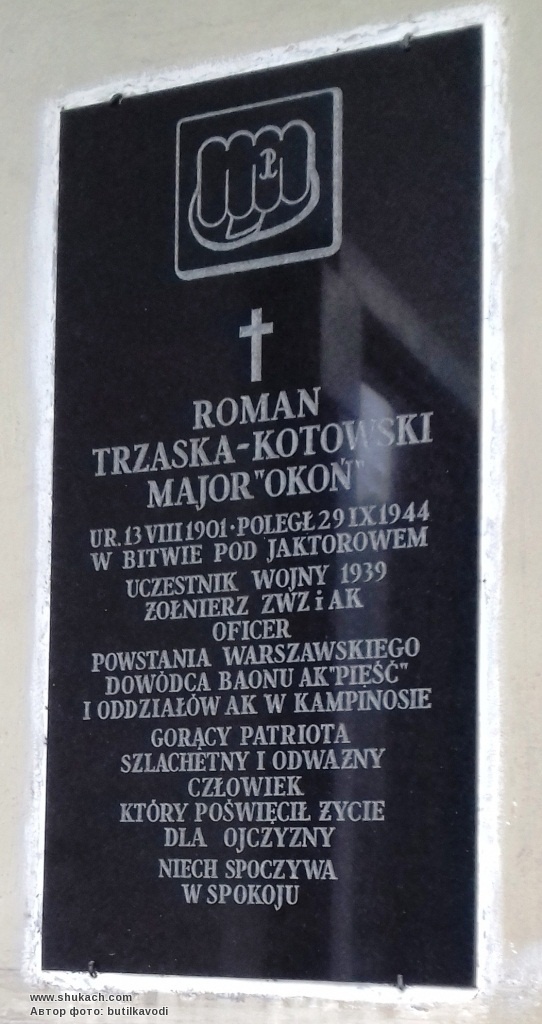 ROMAN
TRZASKA-KOTOWSKI
MAJOR "OKOŃ"
UR. 13 VIII 1901 · POLEGŁ 29 IX 1944
W BITWIE POD JAKTOROWEM
UCZESTNIK WOJNY 1939
ŻOŁNIERZ ZWZ i AK
OFICER
POWSTANIA WARSZAWSKIEGO
DOWÓDCA BAONU AK "PIĘŚĆ"
I ODDZIAŁÓW AK W KAMPINOSIE
GORĄCY PATRIOTA
SZLACHETNY I ODWAŻNY
CZŁOWIEK
KTÓRY POŚWIĘCIŁ ŻYCIE
DLA OJCZYZNY
NIECH SPOCZYWA
W SPOKOJU
www.shukach.com
Автор фото: butilkavodi